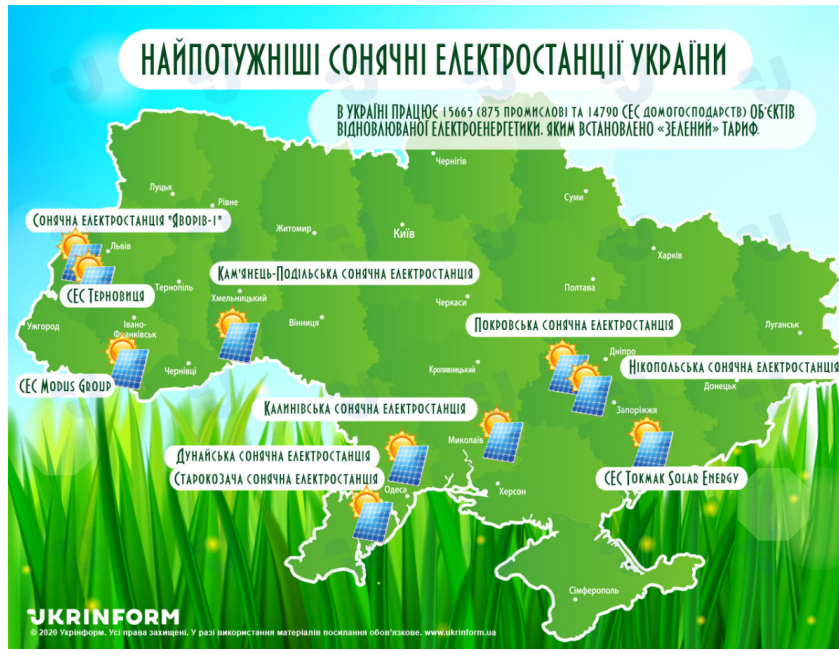 НАЙПОТУЖНІШІ СОНЯЧНІ ЕЛЕКТРОСТАНЦІЇ УКРАЇНИ
В УКРАЇНІ ПРАЦЮЄ 15665 (875 ПРОМИСЛОВІ ТА 14790 СЕС ДОМОГОСПОДАРСТВ) ОБ'ЄКТІВ
ВІДНОВЛЮВАНОЇ ЕЛЕКТРОЕНЕРГЕТИКИ, ЯКИМ ВСТАНОВЛЕНО «ЗЕЛЕНИЙ» ТАРИФ.
Чернігів
Луцьк
Рівне
Суми
Сонячна електростанція "Яворів-1"
Житомир
Київ
Львів
Харків
Кам'янець-Подільська сонячна електростанція
Тернопіль
Полтава
СЕС Терновиця
Хмельницький
Черкаси
Ужгород
Івано-
Франківськ
Вінниця
Покровська сонячна електростанція
Луганськ
Дніпро
Чернівці
Кропивницький
Нікопольська сонячна електростанція
СЕС Modus Group
Донецьк
Калинівська сонячна електростанція
Запоріжжя
Миколаїв
Дунайська сонячна електростанція
Старокозача сонячна електростанція
СЕС Tokmak Solar Energy
Одеса
Херсон
Сімферополь
UKRINFORM
© 2020 Укрінформ. Усі права захищені. У разі використання матеріалів посилання обов'язкове. www.ukrinform.ua